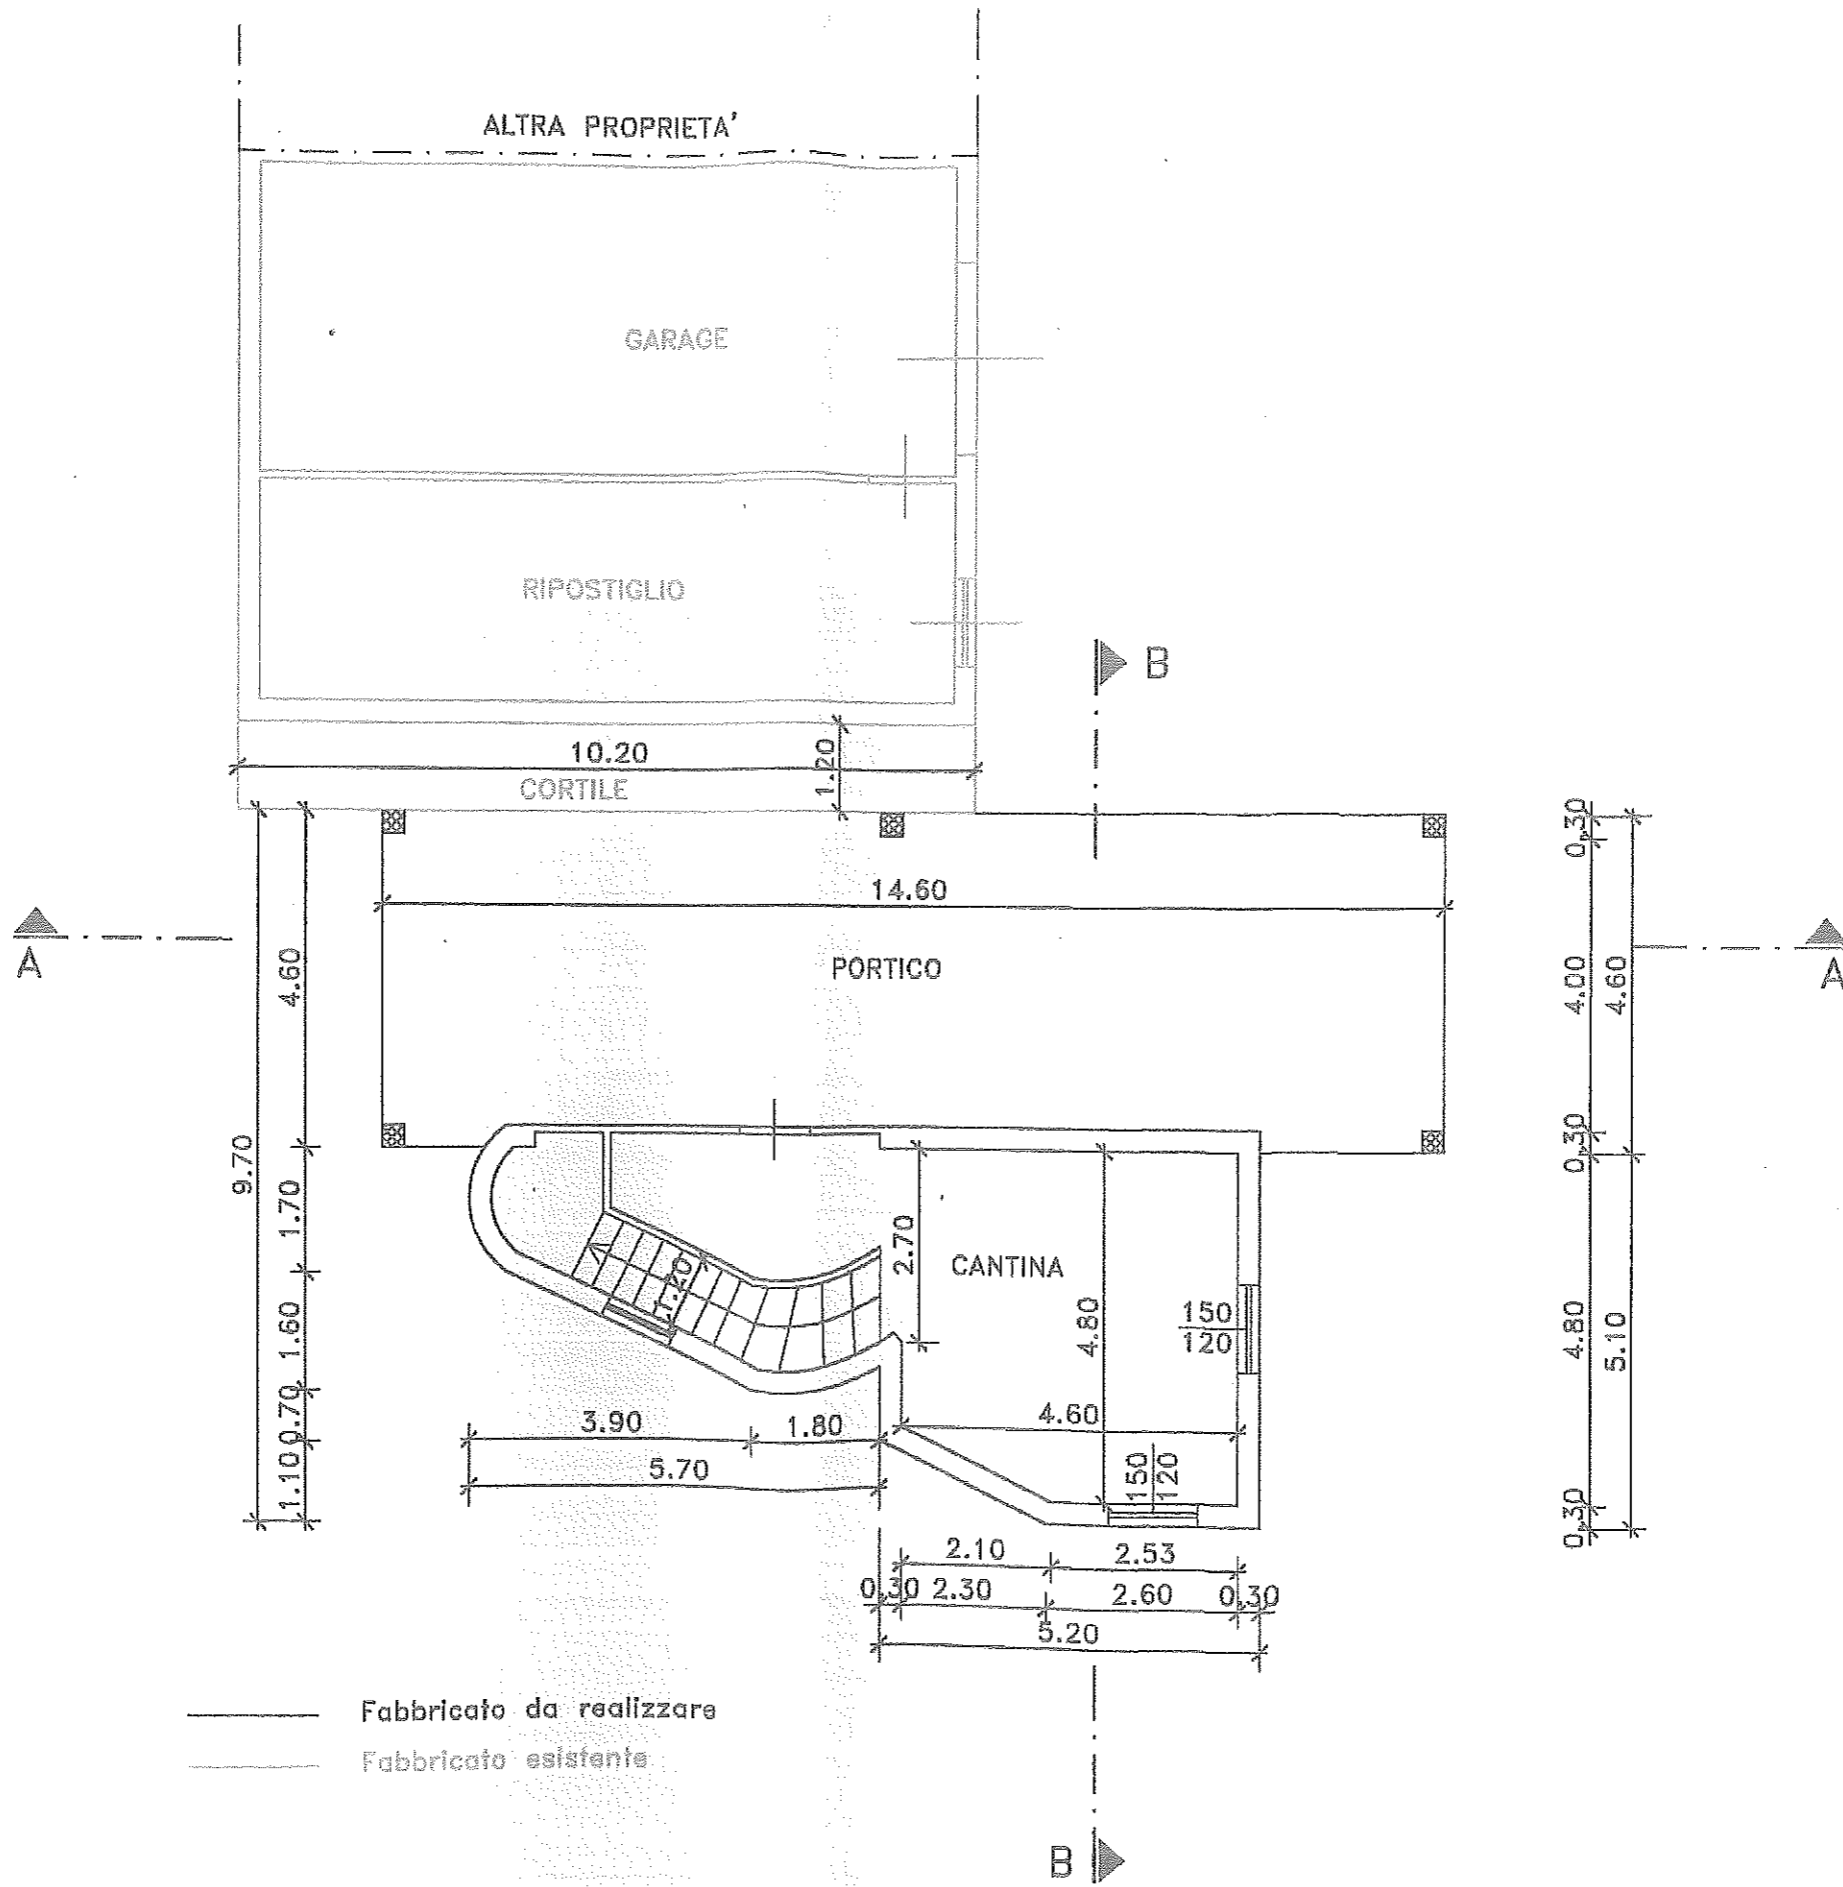 ALTRA PROPRIETA'
GARAGE
RIPOSTIGLIO
B
10.20
1.20
CORTILE
0.30
14.60
A
A
PORTICO
4.60
4.00
4.60
9.70
0.30
1.70
2.70
CANTINA
1.20
150
120
4.80
4.80
5.10
1.60
0.70
3.90
1.80
4.60
5.70
150
120
1.10
0.30
2.10
2.53
0.30
2.30
2.60
0.30
5.20
Fabbricato da realizzare
Fabbricato esistente
B